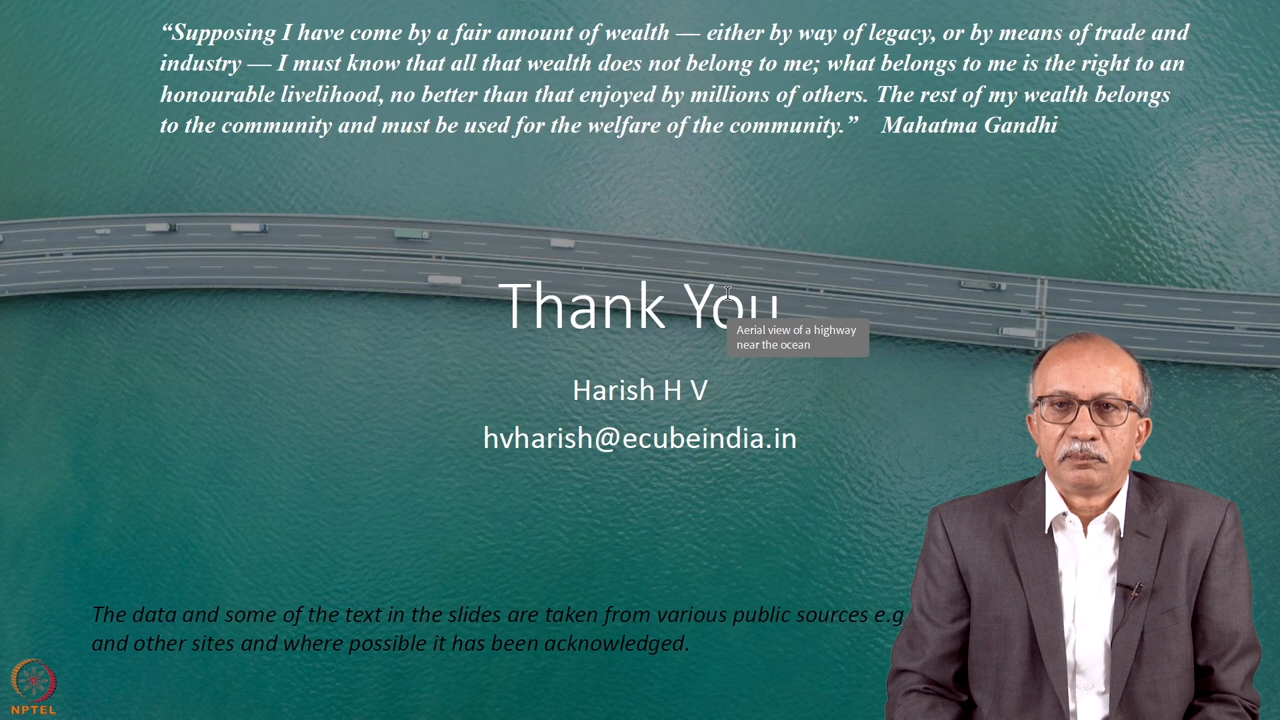 “Supposing I have come by a fair amount of wealth — either by way of legacy, or by means of trade and
industry — I must know that all that wealth does not belong to me; what belongs to me is the right to an
honourable livelihood, no better than that enjoyed by millions of others. The rest of my wealth belongs
to the community and must be used for the welfare of the community.”    Mahatma Gandhi
Thank You
Aerial view of a highway
near the ocean
Harish H V
hvharish@ecubeindia.in
The data and some of the text in the slides are taken from various public sources e.g
and other sites and where possible it has been acknowledged.
NPTEL